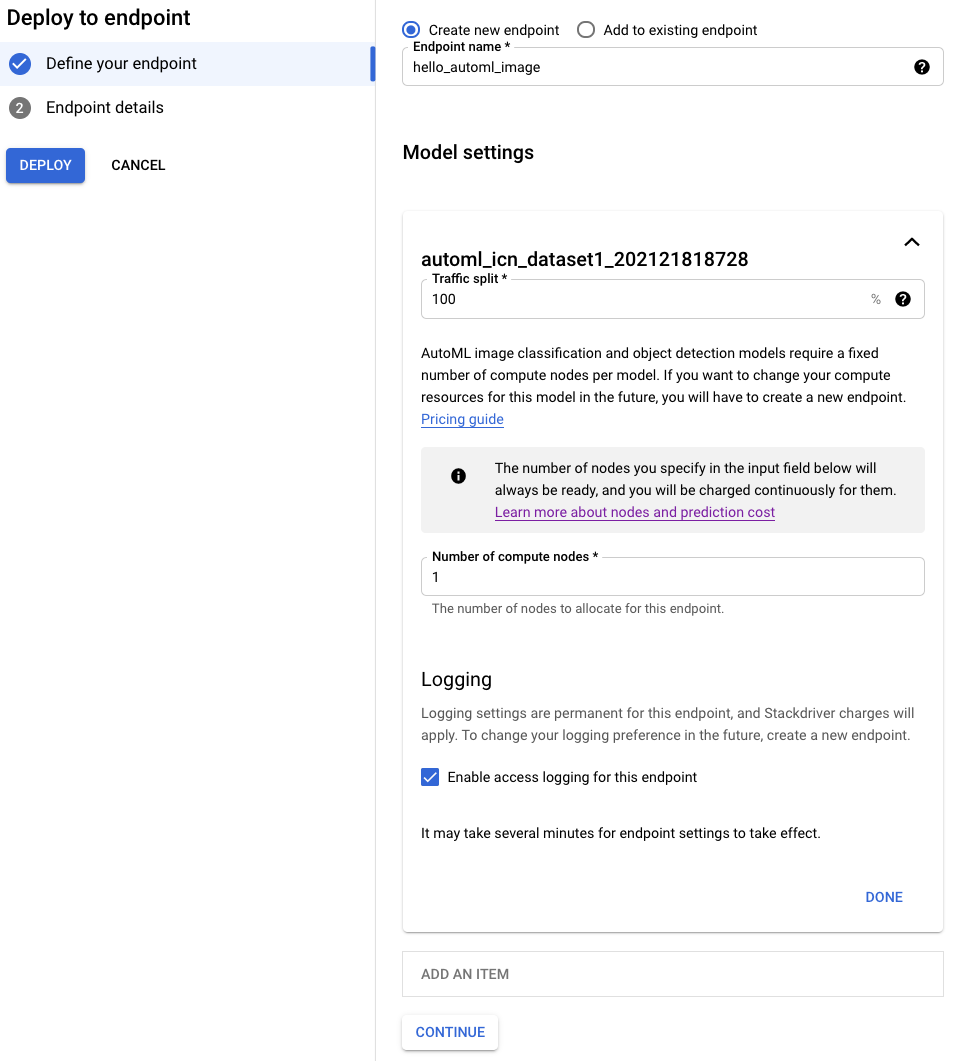 Deploy to endpoint
Define your endpoint
2 Endpoint details
DEPLOY CANCEL
Create new endpoint Add to existing endpoint
Endpoint name *
hello_automl_image
Model settings
automl_icn_dataset1_202121818728
Traffic split *
100 %
AutoML image classification and object detection models require a fixed
number of compute nodes per model. If you want to change your compute
resources for this model in the future, you will have to create a new endpoint.
Pricing guide
The number of nodes you specify in the input field below will
always be ready, and you will be charged continuously for them.
Learn more about nodes and prediction cost
Number of compute nodes *
1
The number of nodes to allocate for this endpoint.
Logging
Logging settings are permanent for this endpoint, and Stackdriver charges will
apply. To change your logging preference in the future, create a new endpoint.
Enable access logging for this endpoint
It may take several minutes for endpoint settings to take effect.
DONE
ADD AN ITEM
CONTINUE